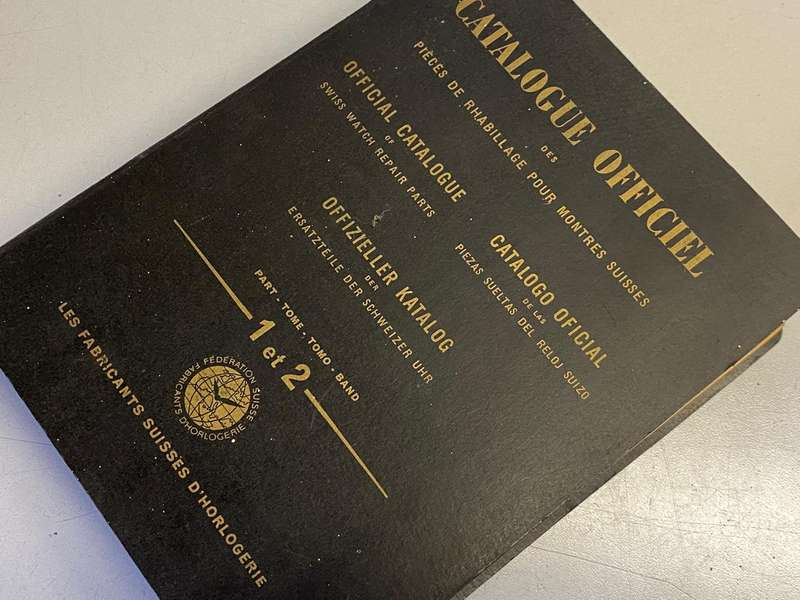 CATALOGUE OFFICIEL
DES
PIÈCES DE RHABILLAGE POUR MONTRES SUISSES
OFFICIAL CATALOGUE
OF
SWISS WATCH REPAIR PARTS
CATALOGO OFICIAL
DE LAS
PIEZAS SUELTAS DEL RELOJ SUIZO
OFFIZIELLER KATALOG
DER
ERSATZTEILE DER SCHWEIZER UHR
PART - TOME - TOMO - BAND
1 et 2
FÉDÉRATION SUISSE
FABRICANTS D'HORLOGERIE
LES FABRICANTS SUISSES D'HORLOGERIE